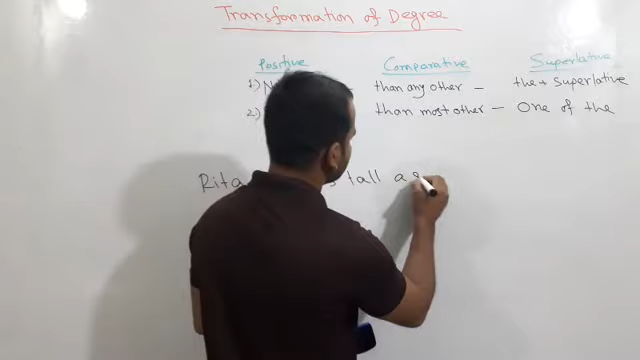 Transformation of Degree
Positive Comparative Superlative
1) than any other – the + Superlative
2) than most other – One of the
Rita tall as